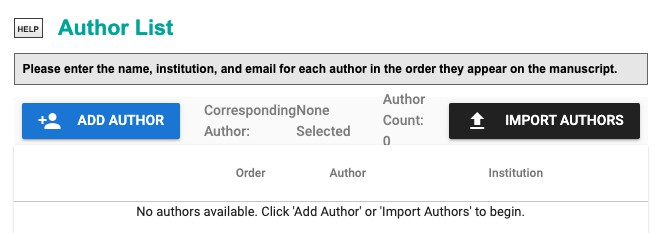 HELP Author List
Please enter the name, institution, and email for each author in the order they appear on the manuscript.
ADD AUTHOR
Corresponding Author:
None Selected
Author Count: 0
IMPORT AUTHORS
Order Author Institution
No authors available. Click 'Add Author' or 'Import Authors' to begin.